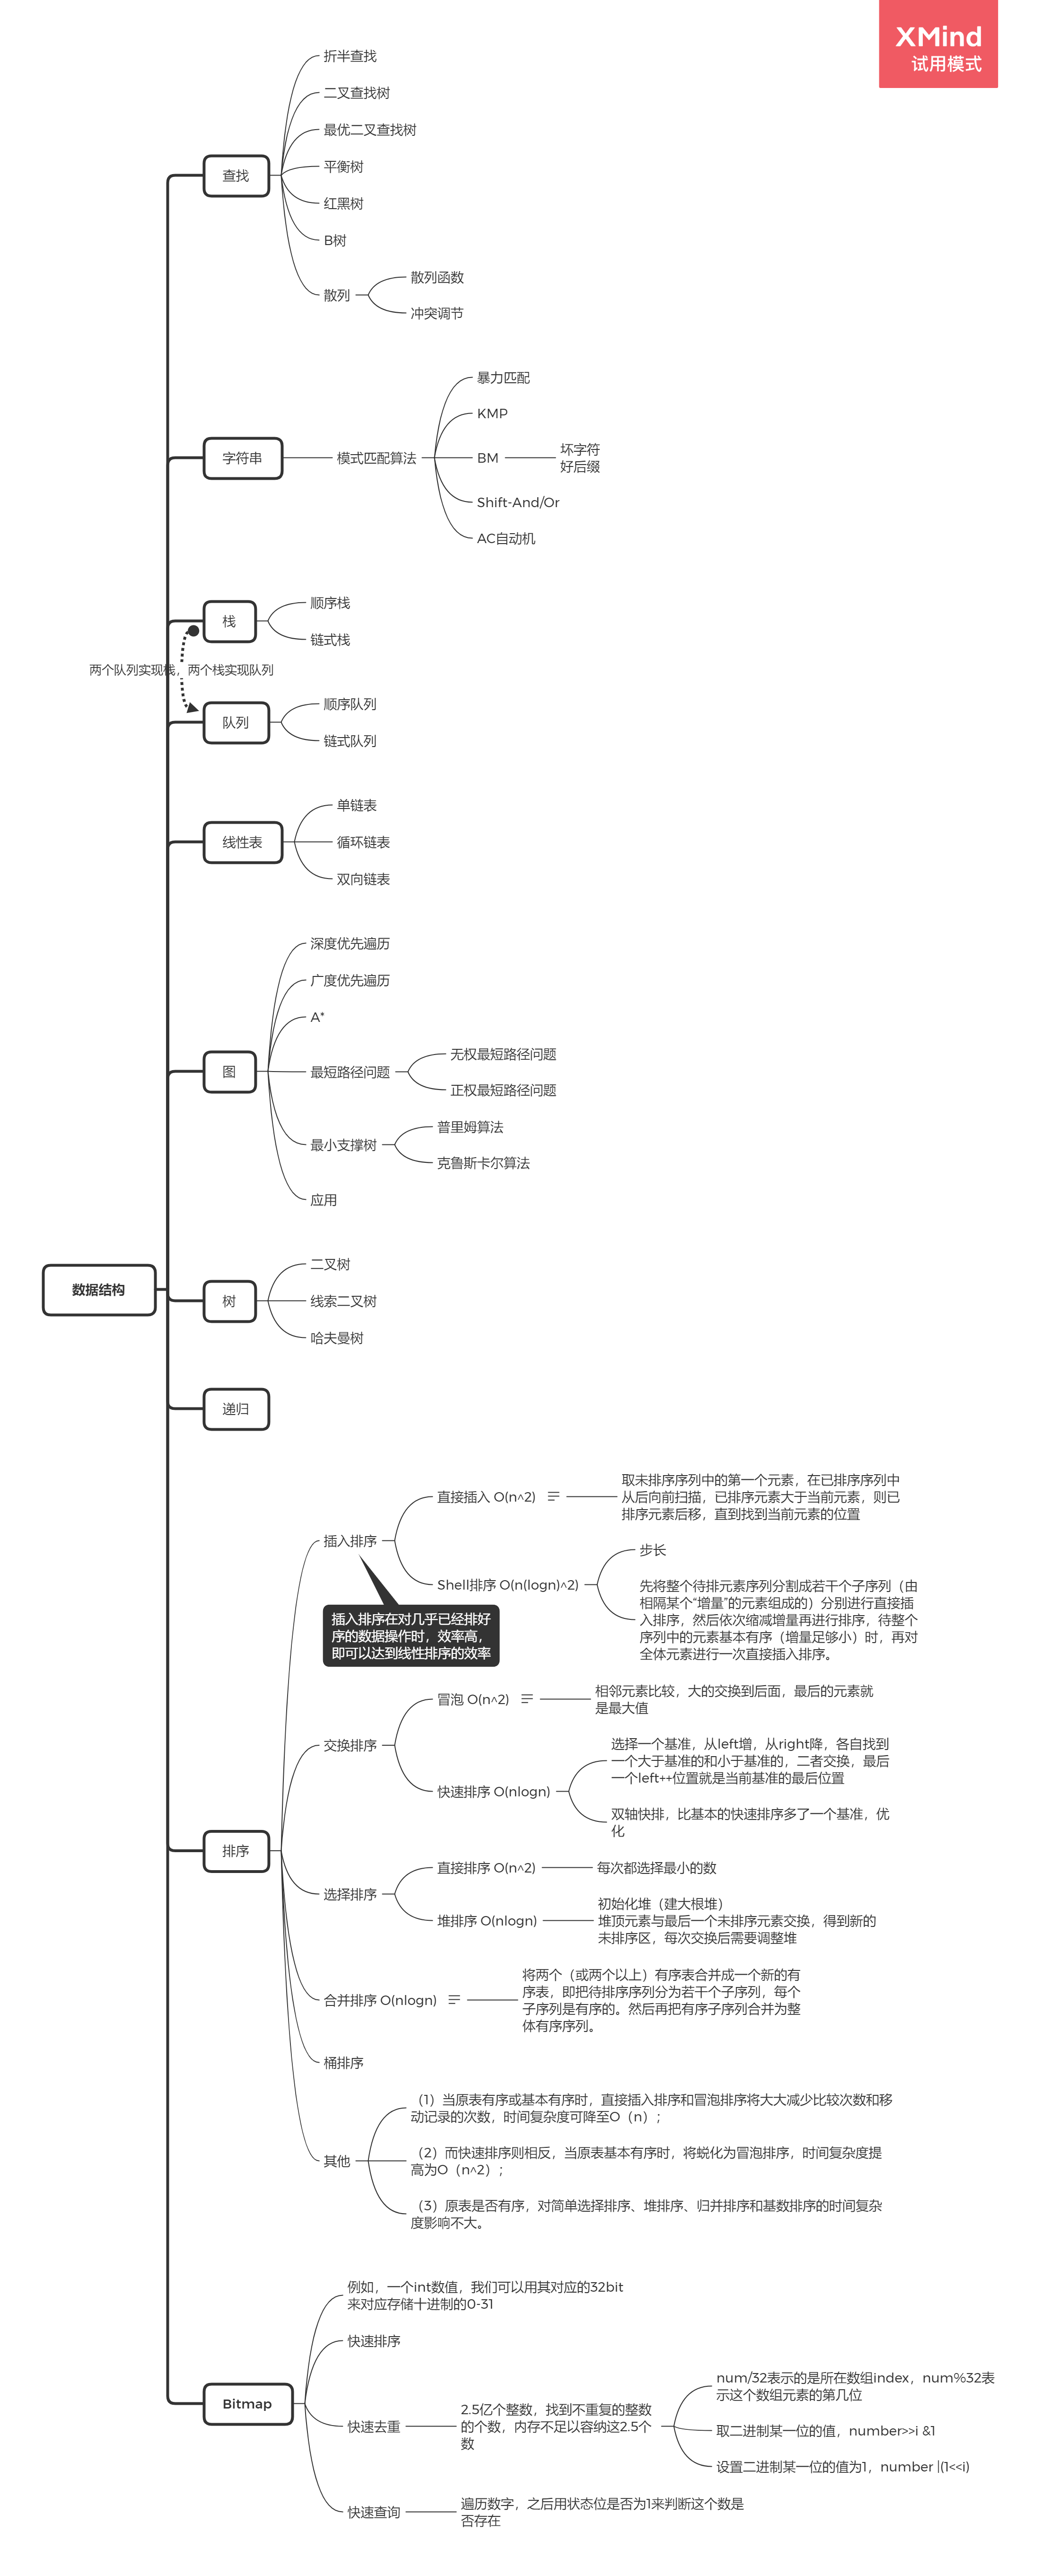 XMind
试用模式
折半查找
二叉查找树
最优二叉查找树
平衡树
查找
红黑树
B树
散列函数
散列
冲突调节
暴力匹配
KMP
字符串
模式匹配算法
BM
坏字符
好后缀
Shift-And/Or
AC自动机
顺序栈
栈
链式栈
两个队列实现栈，两个栈实现队列
顺序队列
队列
链式队列
单链表
线性表
循环链表
双向链表
深度优先遍历
广度优先遍历
A*
无权最短路径问题
图
最短路径问题
正权最短路径问题
普里姆算法
最小支撑树
克鲁斯卡尔算法
应用
二叉树
数据结构
树
线索二叉树
哈夫曼树
递归
取未排序序列中的第一个元素，在已排序序列中
直接插入 O(n^2)
从后向前扫描，已排序元素大于当前元素，则已
排序元素后移，直到找到当前元素的位置
插入排序
步长
Shell排序 O(n(logn)^2)
先将整个待排元素序列分割成若干个子序列（由
相隔某个“增量”的元素组成的）分别进行直接插
入排序，然后依次缩减增量再进行排序，待整个
序列中的元素基本有序（增量足够小）时，再对
全体元素进行一次直接插入排序。
插入排序在对几乎已经排好
序的数据操作时，效率高，
即可以达到线性排序的效率
冒泡 O(n^2)
相邻元素比较，大的交换到后面，最后的元素就
是最大值
交换排序
选择一个基准，从left增，从right降，各自找到
一个大于基准的和小于基准的，二者交换，最后
一个left++位置就是当前基准的最后位置
快速排序 O(nlogn)
双轴快排，比基本的快速排序多了一个基准，优
化
排序
直接排序 O(n^2)
每次都选择最小的数
选择排序
堆排序 O(nlogn)
初始化堆（建大根堆）
堆顶元素与最后一个未排序元素交换，得到新的
未排序区，每次交换后需要调整堆
合并排序 O(nlogn)
将两个（或两个以上）有序表合并成一个新的有
序表，即把待排序序列分为若干个子序列，每个
子序列是有序的。然后再把有序子序列合并为整
体有序序列。
桶排序
（1）当原表有序或基本有序时，直接插入排序和冒泡排序将大大减少比较次数和移
动记录的次数，时间复杂度可降至O（n）；
其他
（2）而快速排序则相反，当原表基本有序时，将蜕化为冒泡排序，时间复杂度提
高为O（n^2）；
（3）原表是否有序，对简单选择排序、堆排序、归并排序和基数排序的时间复杂
度影响不大。
例如，一个int数值，我们可以用其对应的32bit
来对应存储十进制的0-31
快速排序
Bitmap
快速去重
2.5亿个整数，找到不重复的整数
的个数，内存不足以容纳这2.5个
数
num/32表示的是所在数组index，num%32表
示这个数组元素的第几位
取二进制某一位的值，number>>i &1
设置二进制某一位的值为1，number |(1<<i)
快速查询
遍历数字，之后用状态位是否为1来判断这个数是
否存在